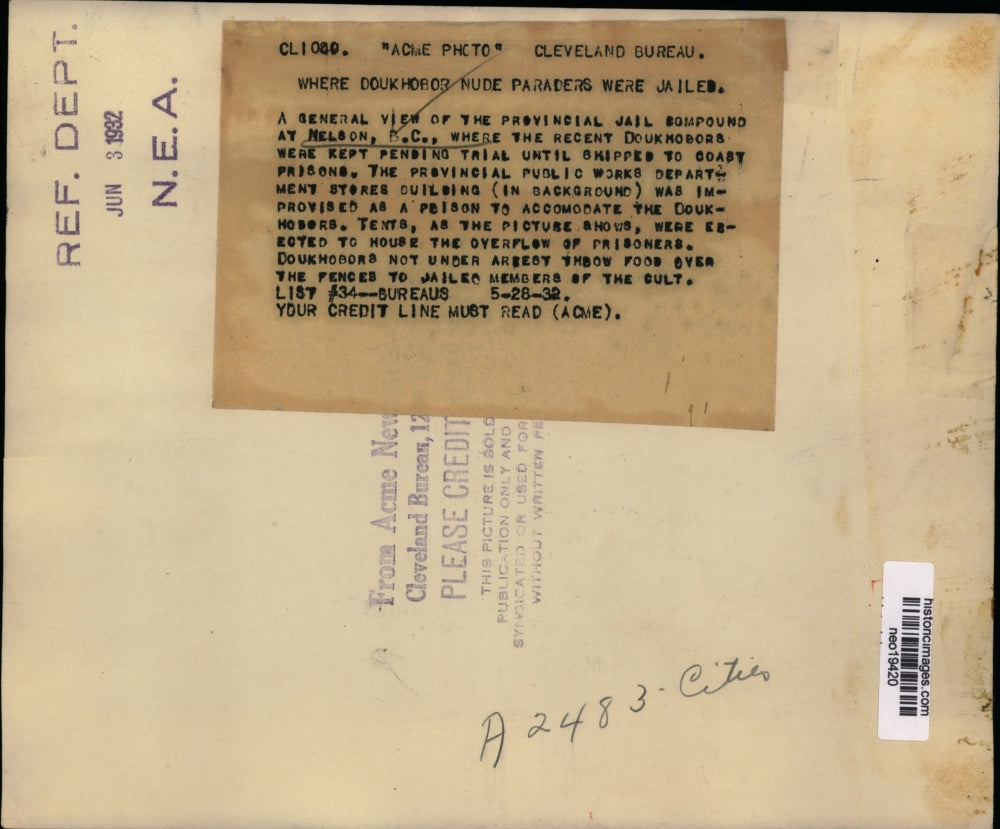 "ACME PHOTO" CLEVELAND BUREAU.
WHERE DOUKHOBOR NUDE PARADERS WERE JAILED.
A GENERAL VIEW OF THE PROVINCIAL JAIL COMPOUND
AT NELSON, B.C., WHERE THE RECENT DOUKHOBORS
WERE KEPT PENDING TRIAL UNTIL SHIPPED TO COAST
PRISONS. THE PROVINCIAL PUBLIC WORKS DEPART-
MENT STORES BUILDING (IN BACKGROUND) WAS IM-
PROVISED AS A PRISON TO ACCOMODATE THE DOUK-
HOBORS. TENTS, AS THE PICTURE SHOWS, WERE ER-
ECTED TO HOUSE THE OVERFLOW OF PRISONERS.
DOUKHOBORS NOT UNDER ARREST THROW FOOD OVER
THE FENCES TO JAILED MEMBERS OF THE CULT.
LIST #34--BUREAUS 5-28-32.
YOUR CREDIT LINE MUST READ (ACME).
REF. DEPT.
JUN 3 1932
N.E.A.
From Acme New
Cleveland Bureau, 12
PLEASE CREDIT
THIS PICTURE IS SOLD
PUBLICATION ONLY AND
SYNDICATED OR USED FOR
WITHOUT WRITTEN PE
A2483-Cities
historicimages.com
neo19420